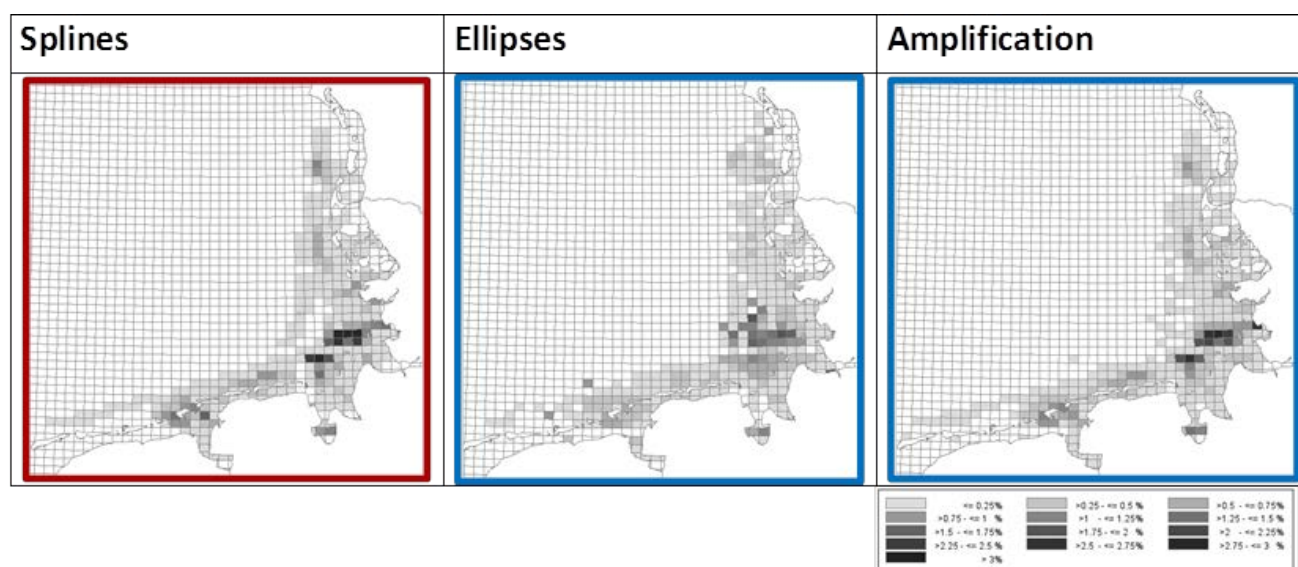 Splines Ellipses Amplification
<= 0.25% >0.25 - <= 0.5 % >0.5 - <= 0.75%
>0.75 - <= 1 % >1 - <= 1.25% >1.25 - <= 1.5 %
>1.5 - <= 1.75% >1.75 - <= 2 % >2 - <= 2.25%
>2.25 - <= 2.5 % >2.5 - <= 2.75% >2.75 - <= 3 %
> 3%